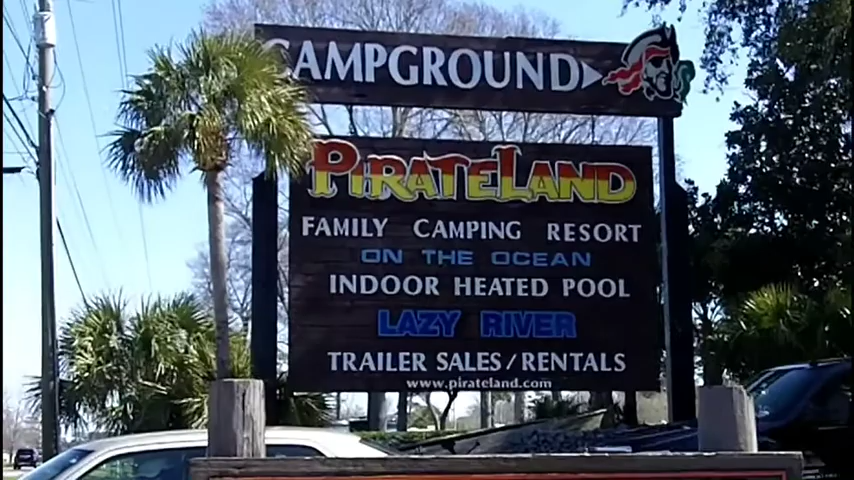 CAMPGROUND
PIRATELAND
FAMILY CAMPING RESORT
ON THE OCEAN
INDOOR HEATED POOL
LAZY RIVER
TRAILER SALES/RENTALS
www.pirateland.com